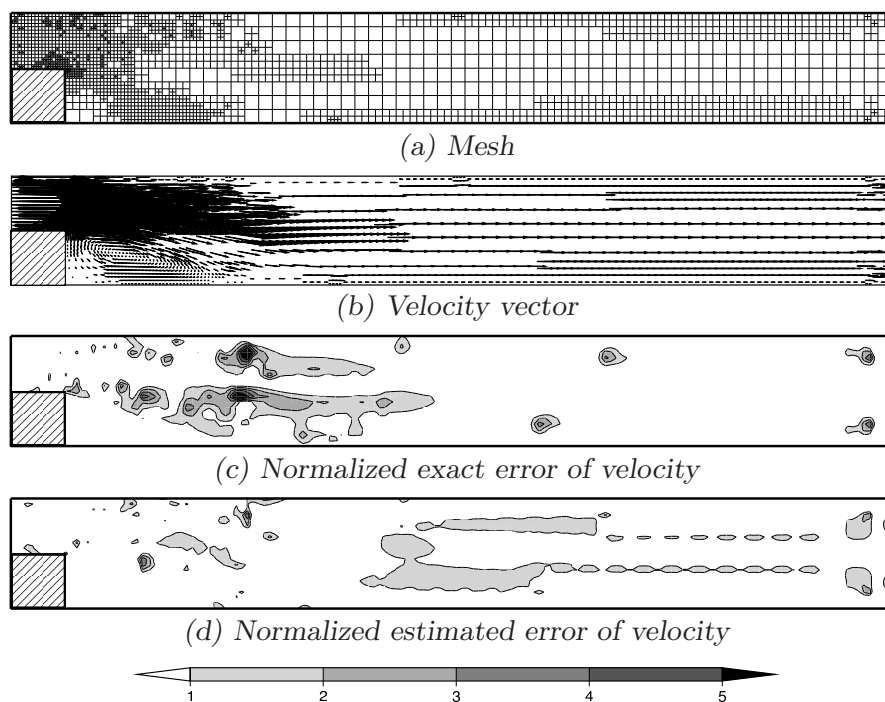 (a) Mesh
(b) Velocity vector
(c) Normalized exact error of velocity
(d) Normalized estimated error of velocity
1 2 3 4 5